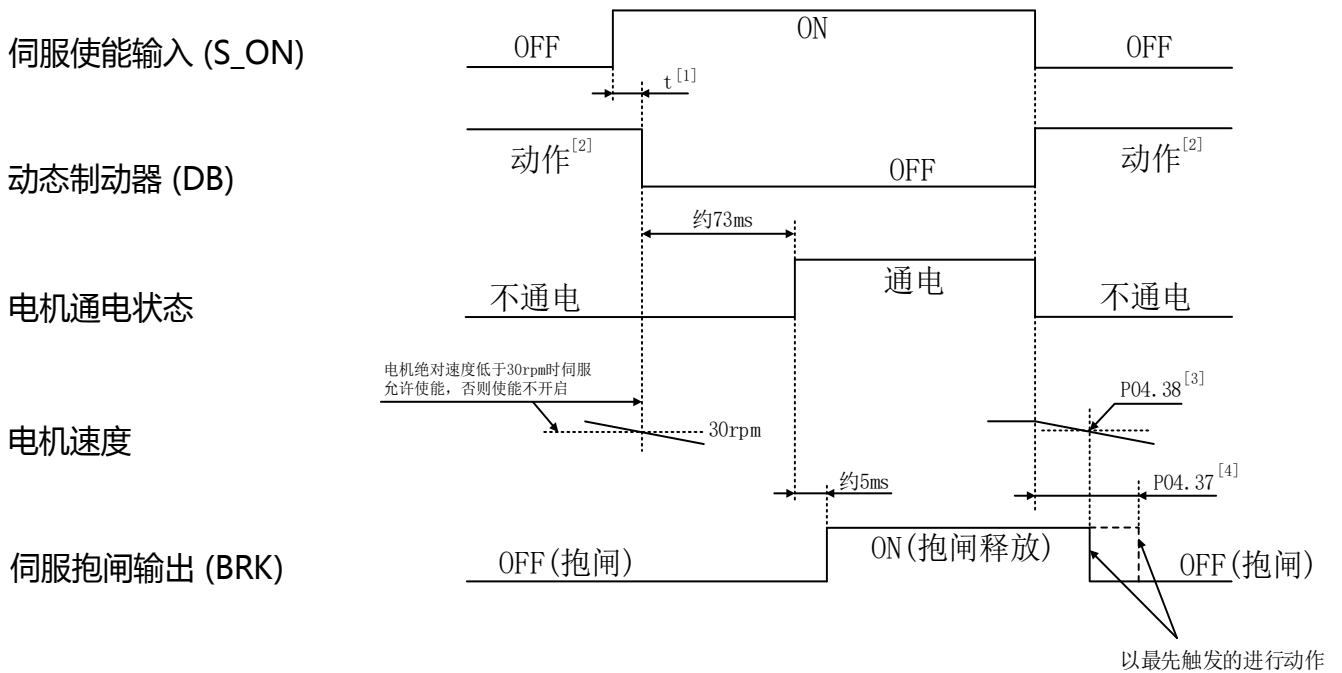 伺服使能输入 (S_ON)
OFF
ON
OFF
t[1]
动态制动器 (DB)
动作[2]
OFF
动作[2]
约73ms
电机通电状态
不通电
通电
不通电
电机绝对速度低于30rpm时伺服
允许使能，否则使能不开启
电机速度
30rpm
P04.38[3]
约5ms
P04.37[4]
伺服抱闸输出 (BRK)
OFF(抱闸)
ON(抱闸释放)
OFF(抱闸)
以最先触发的进行动作